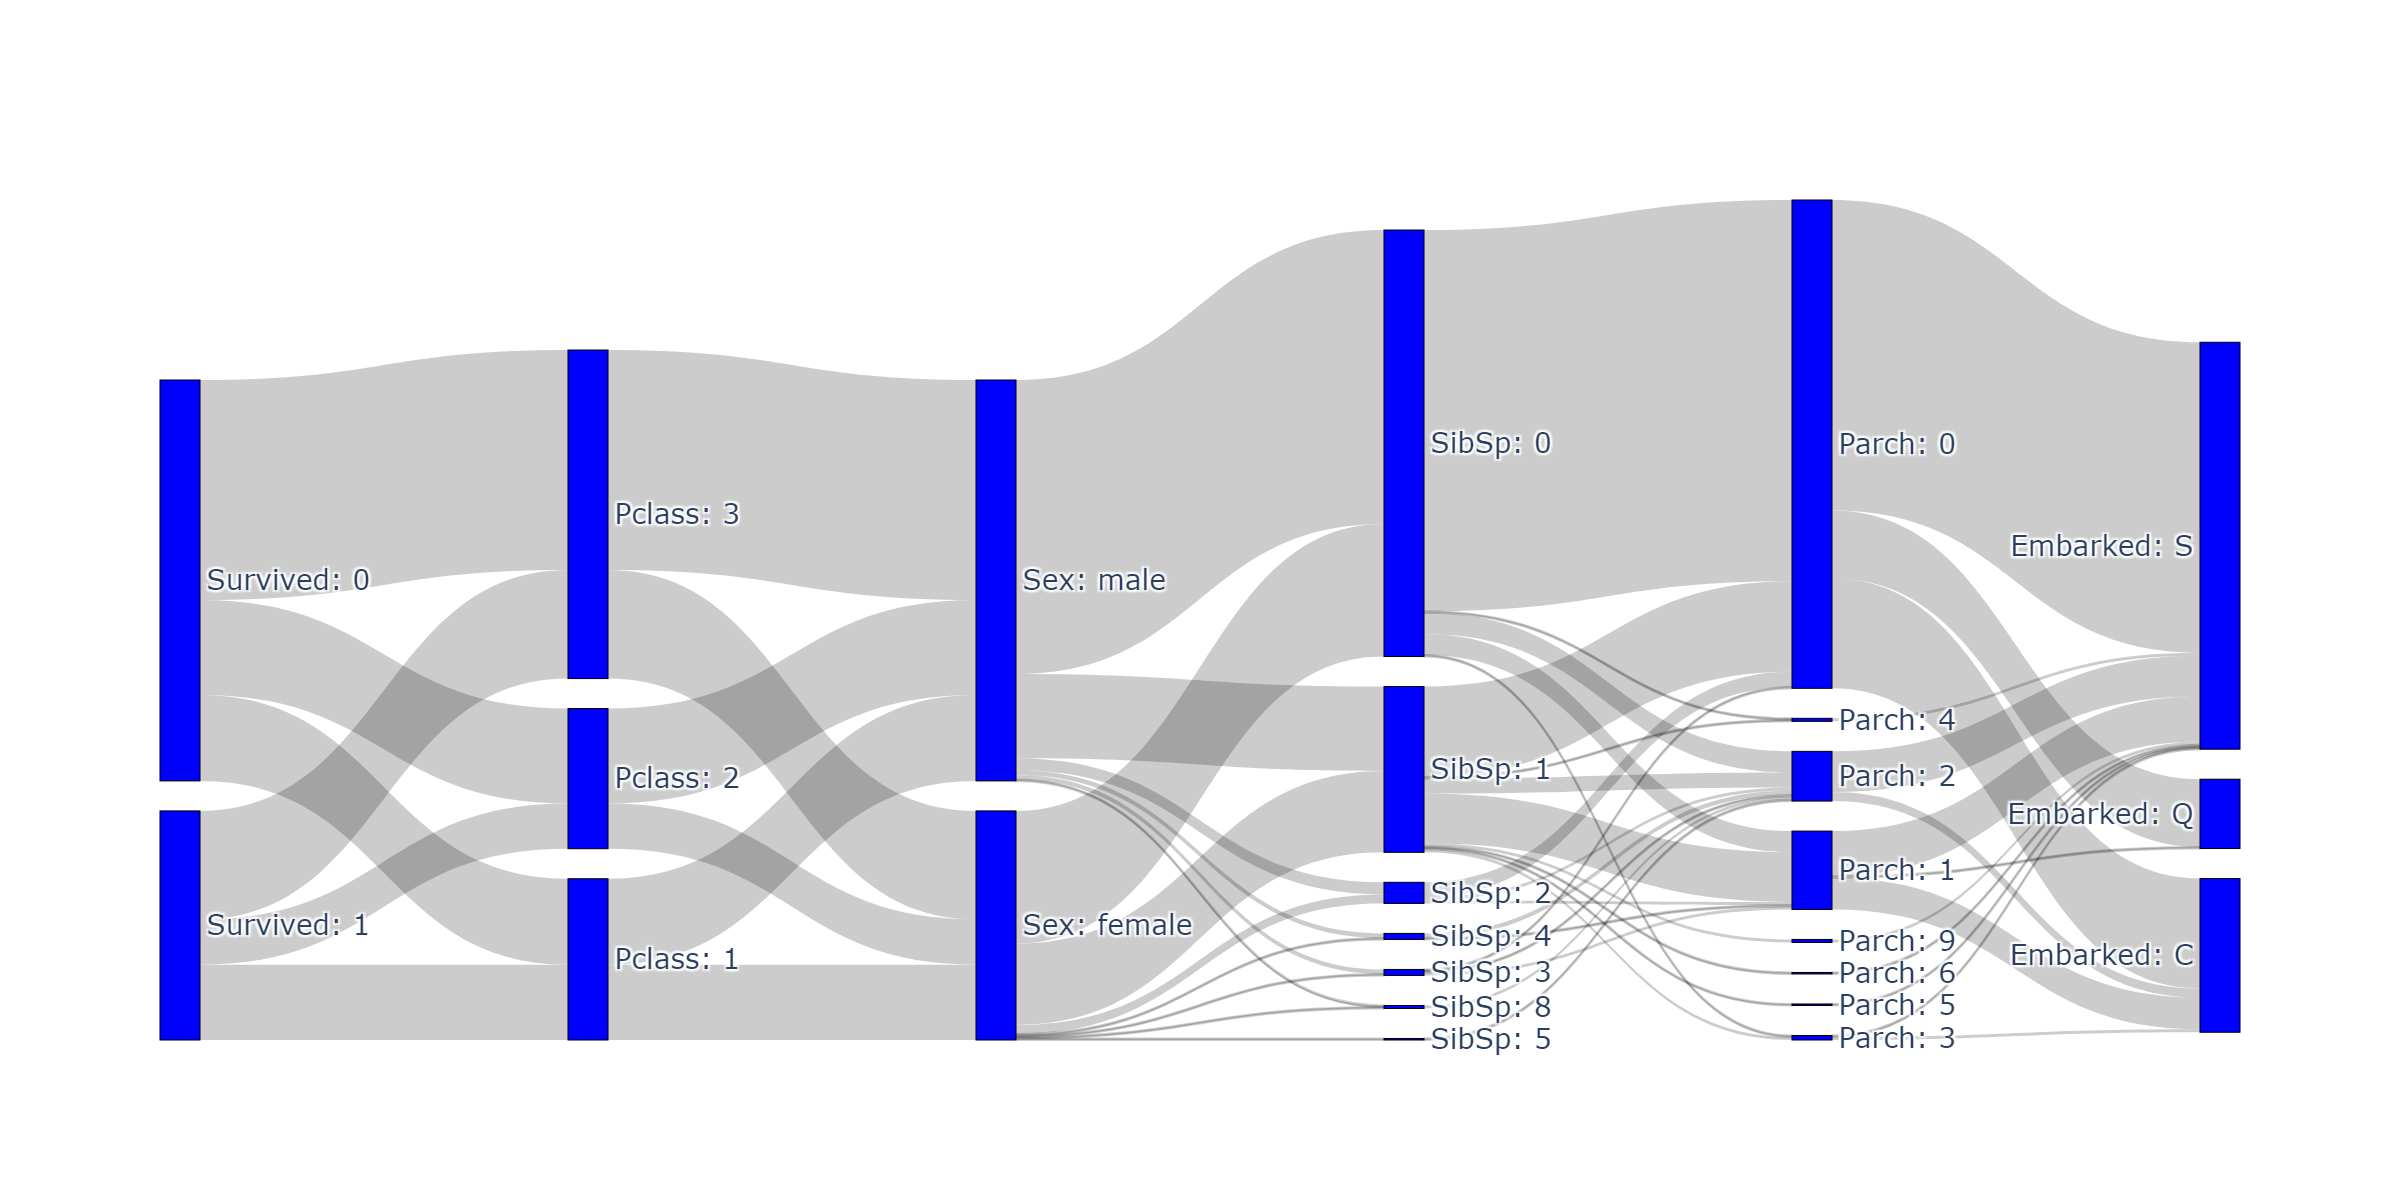 Survived: 0
Survived: 1
Pclass: 3
Pclass: 2
Pclass: 1
Sex: male
Sex: female
SibSp: 0
SibSp: 1
SibSp: 2
SibSp: 4
SibSp: 3
SibSp: 8
SibSp: 5
Parch: 0
Parch: 4
Parch: 2
Parch: 1
Parch: 9
Parch: 6
Parch: 5
Parch: 3
Embarked: S
Embarked: Q
Embarked: C